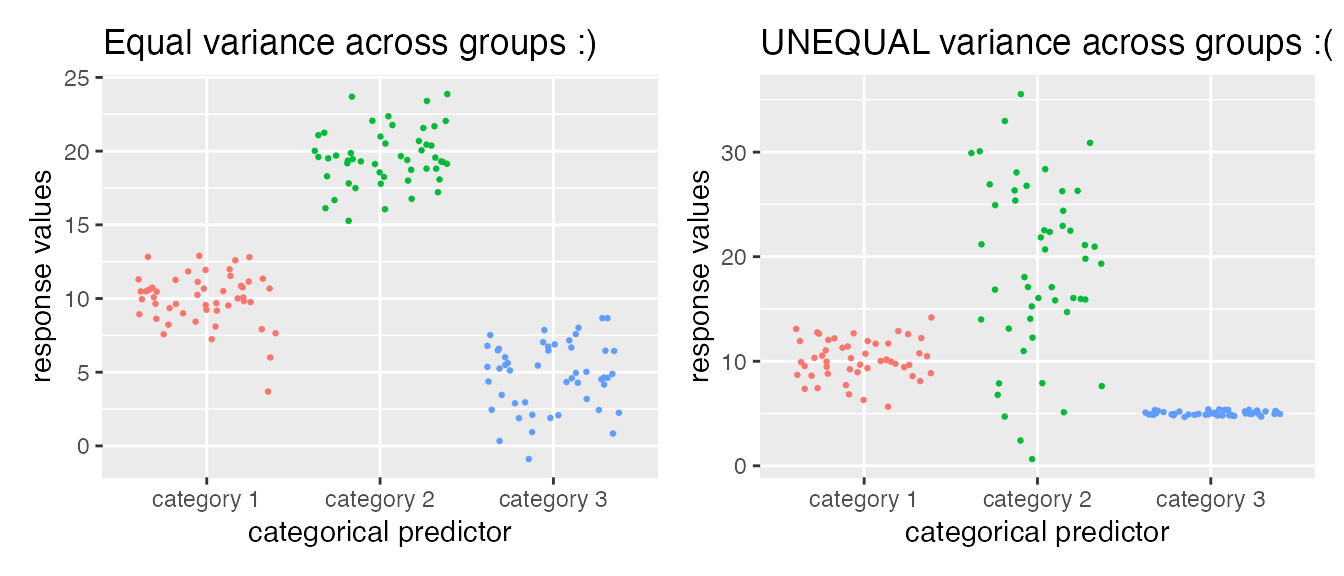 Equal variance across groups :)
response values
25
20
15
10
5
0
category 1 category 2 category 3
categorical predictor
UNEQUAL variance across groups :(
response values
30
20
10
0
category 1 category 2 category 3
categorical predictor